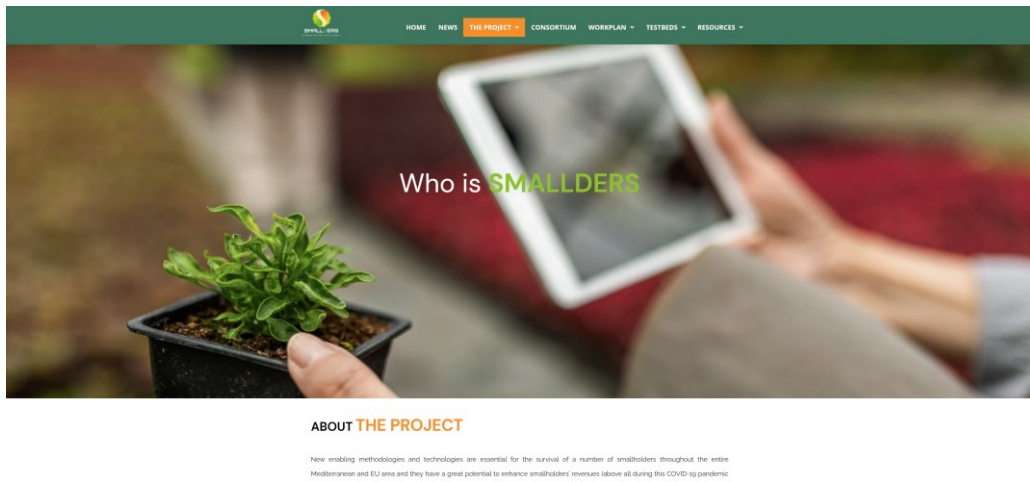 HOME NEWS THE PROJECT CONSORTIUM WORKPLAN TESTBEDS RESOURCES
Who is SMALLDERS
ABOUT THE PROJECT
New enabling methodologies and technologies are essential for the survival of a number of smallholders throughout the entire
Mediterranean and EU area and they have a great potential to enhance smallholders' revenues (above all during this COVID-19 pandemic